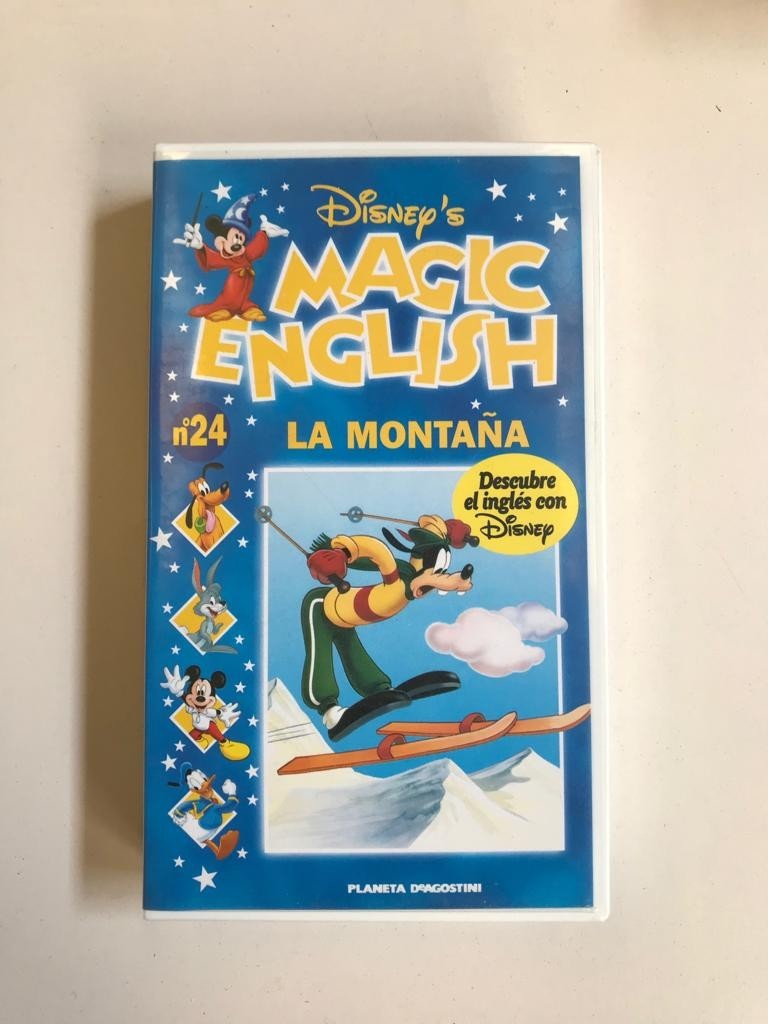 Disney's
MAGIC
ENGLISH
nº24
LA MONTAÑA
Descubre
el inglés con
Disney
PLANETA DeAGOSTINI